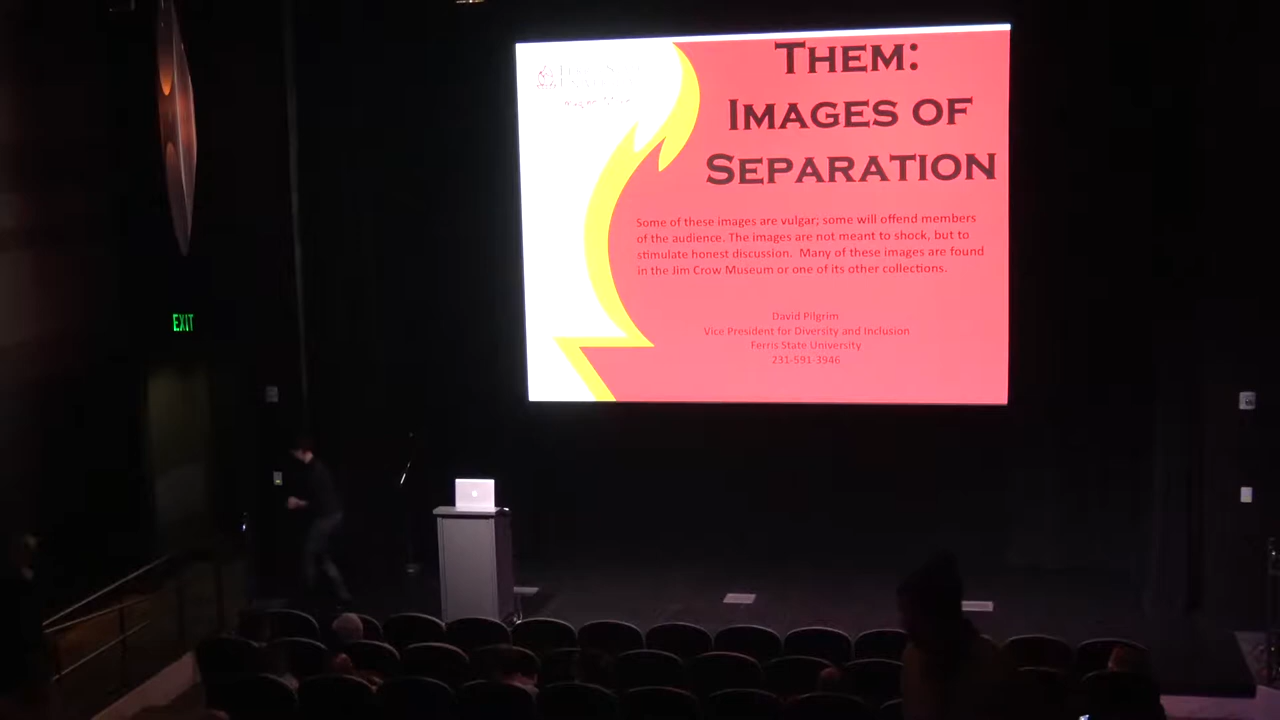 THEM:
IMAGES OF
SEPARATION
Some of these images are vulgar; some will offend members
of the audience. The images are not meant to shock, but to
stimulate honest discussion.  Many of these images are found
in the Jim Crow Museum or one of its other collections.
David Pilgrim
Vice President for Diversity and Inclusion
Ferris State University
231-591-3946
EXIT